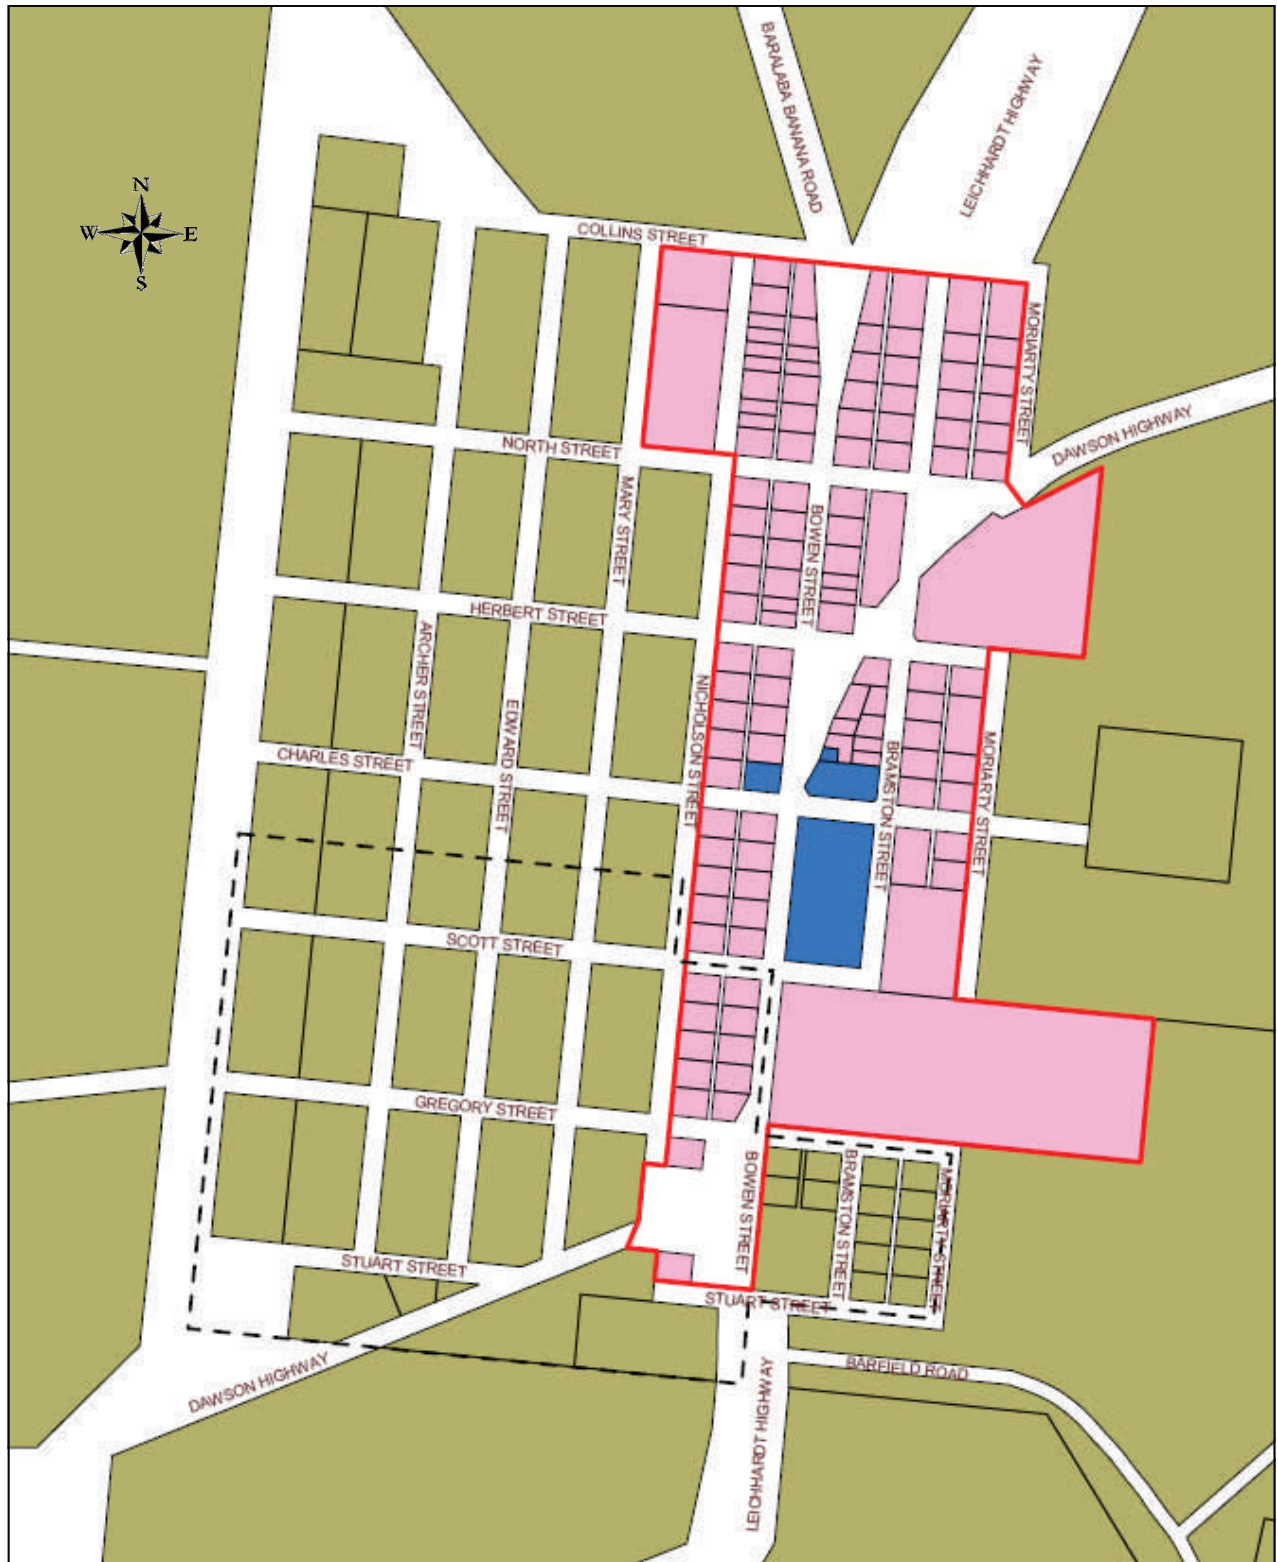 BARALABA BANANA ROAD
LEICHHARDT HIGHWAY
N
W E
S
COLLINS STREET
MORIARTY STREET
DAWSON HIGHWAY
NORTH STREET
MARY STREET
BOWEN STREET
HERBERT STREET
ARCHER STREET
EDWARD STREET
NICHOLSON STREET
CHARLES STREET
BRAMSTON STREET
MORIARTY STREET
SCOTT STREET
GREGORY STREET
BOWEN STREET
BRAMSTON STREET
MORIARTY STREET
STUART STREET
STUART STREET
DAWSON HIGHWAY
BARFIELD ROAD
LEICHHARDT HIGHWAY